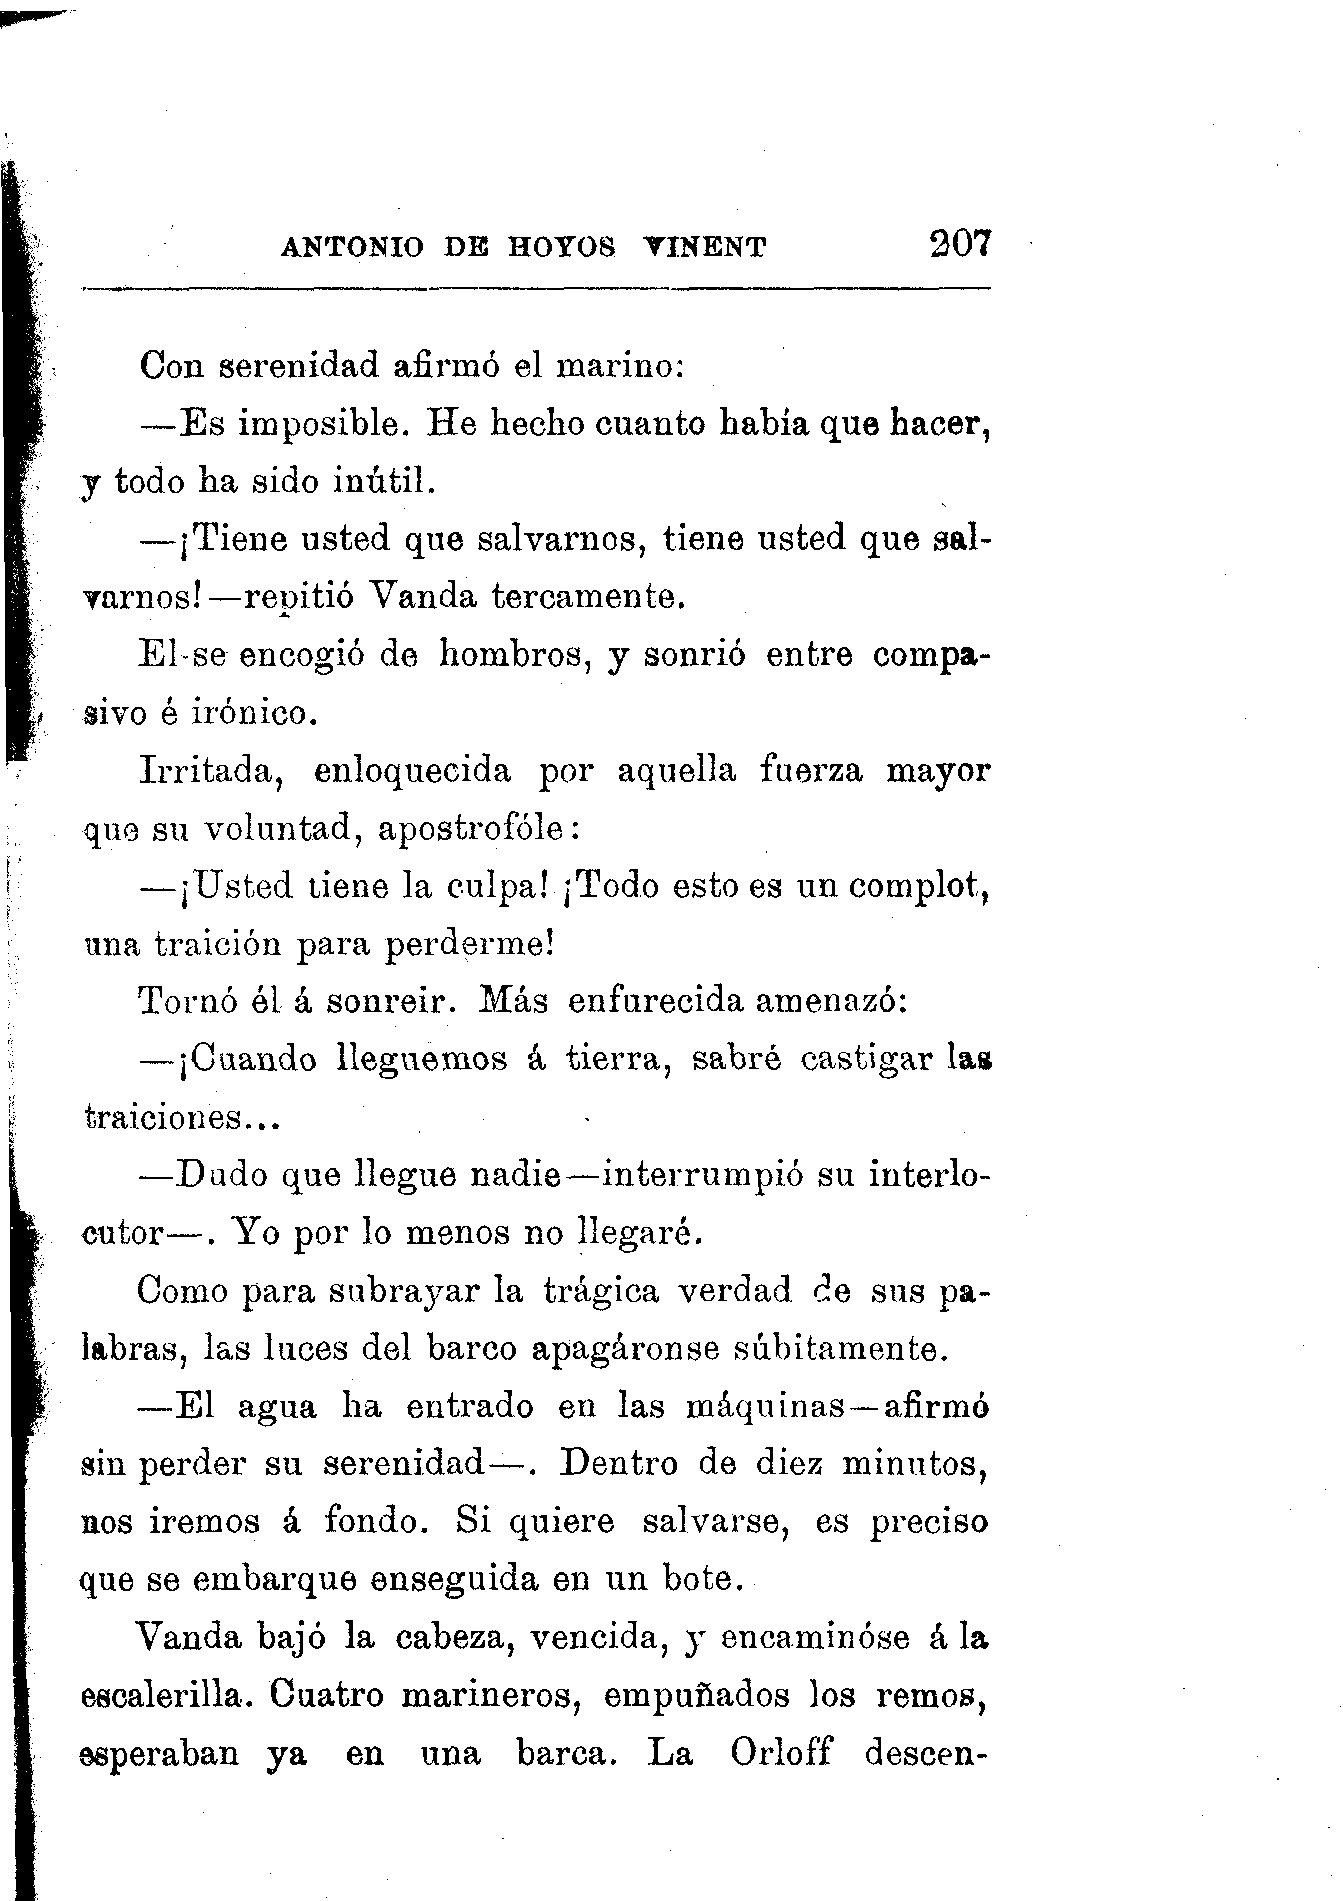 ANTONIO DE HOYOS VINENT 207
Con serenidad afirmó el marino:
—Es imposible. He hecho cuanto había que hacer,
y todo ha sido inútil.
—¡Tiene usted que salvarnos, tiene usted que sal-
varnos!—repitió Vanda tercamente.
El se encogió de hombros, y sonrió entre compa-
sivo é irónico.
Irritada, enloquecida por aquella fuerza mayor
que su voluntad, apostrofóle:
—¡Usted tiene la culpa! ¡Todo esto es un complot,
una traición para perderme!
Tornó él á sonreir. Más enfurecida amenazó:
—¡Cuando lleguemos á tierra, sabré castigar las
traiciones...
—Dudo que llegue nadie—interrumpió su interlo-
cutor—. Yo por lo menos no llegaré.
Como para subrayar la trágica verdad de sus pa-
labras, las luces del barco apagáronse súbitamente.
—El agua ha entrado en las máquinas—afirmó
sin perder su serenidad—. Dentro de diez minutos,
nos iremos á fondo. Si quiere salvarse, es preciso
que se embarque enseguida en un bote.
Vanda bajó la cabeza, vencida, y encaminóse á la
escalerilla. Cuatro marineros, empuñados los remos,
esperaban ya en una barca. La Orloff descen-